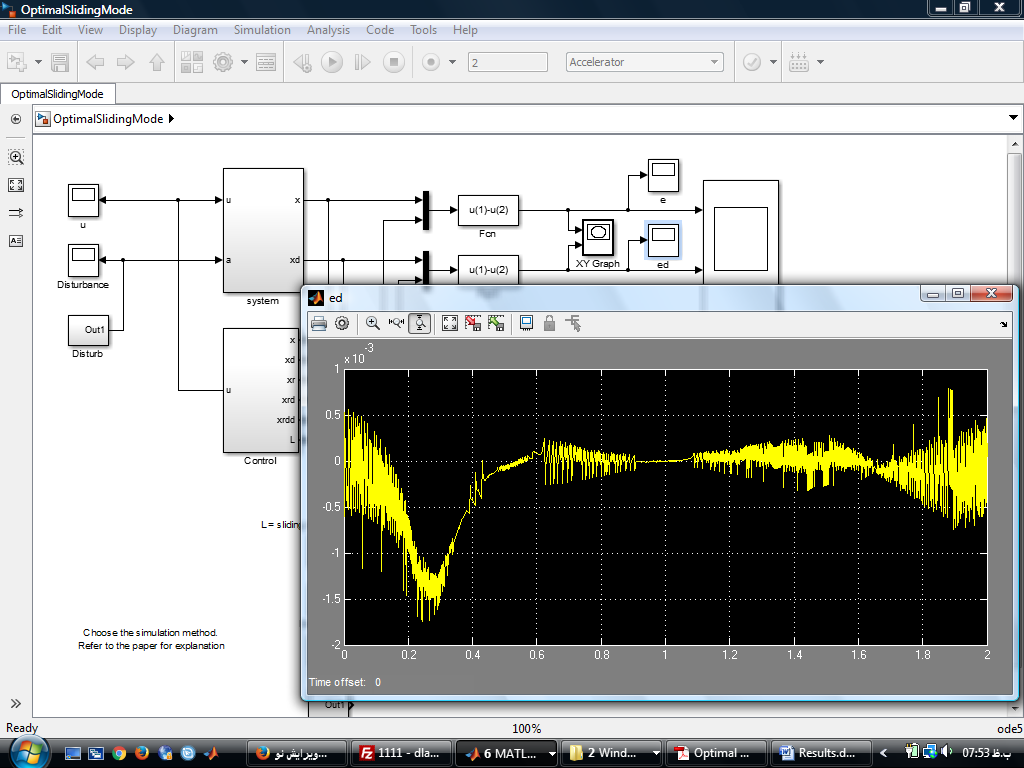 OptimalSlidingMode
File Edit View Display Diagram Simulation Analysis Code Tools Help
2 Accelerator
OptimalSlidingMode
OptimalSlidingMode
u
Disturbance
Out1
Disturb
u x
a xd
system
x
xd
xr
u xrd
xrdd
L
Control
u(1)-u(2)
Fcn
u(1)-u(2)
XY Graph
e
ed
L = sliding
Choose the simulation method.
Refer to the paper for explanation
ed
x 10
-3
1
0.5
0
-0.5
-1
-1.5
-2
0 0.2 0.4 0.6 0.8 1 1.2 1.4 1.6 1.8 2
Time offset: 0
Out1
Ready 100% ode5
ویرایش نو... 1111 - dla... 6 MATL... 2 Wind... Optimal ... Results.d... 07:53 ب.ظ